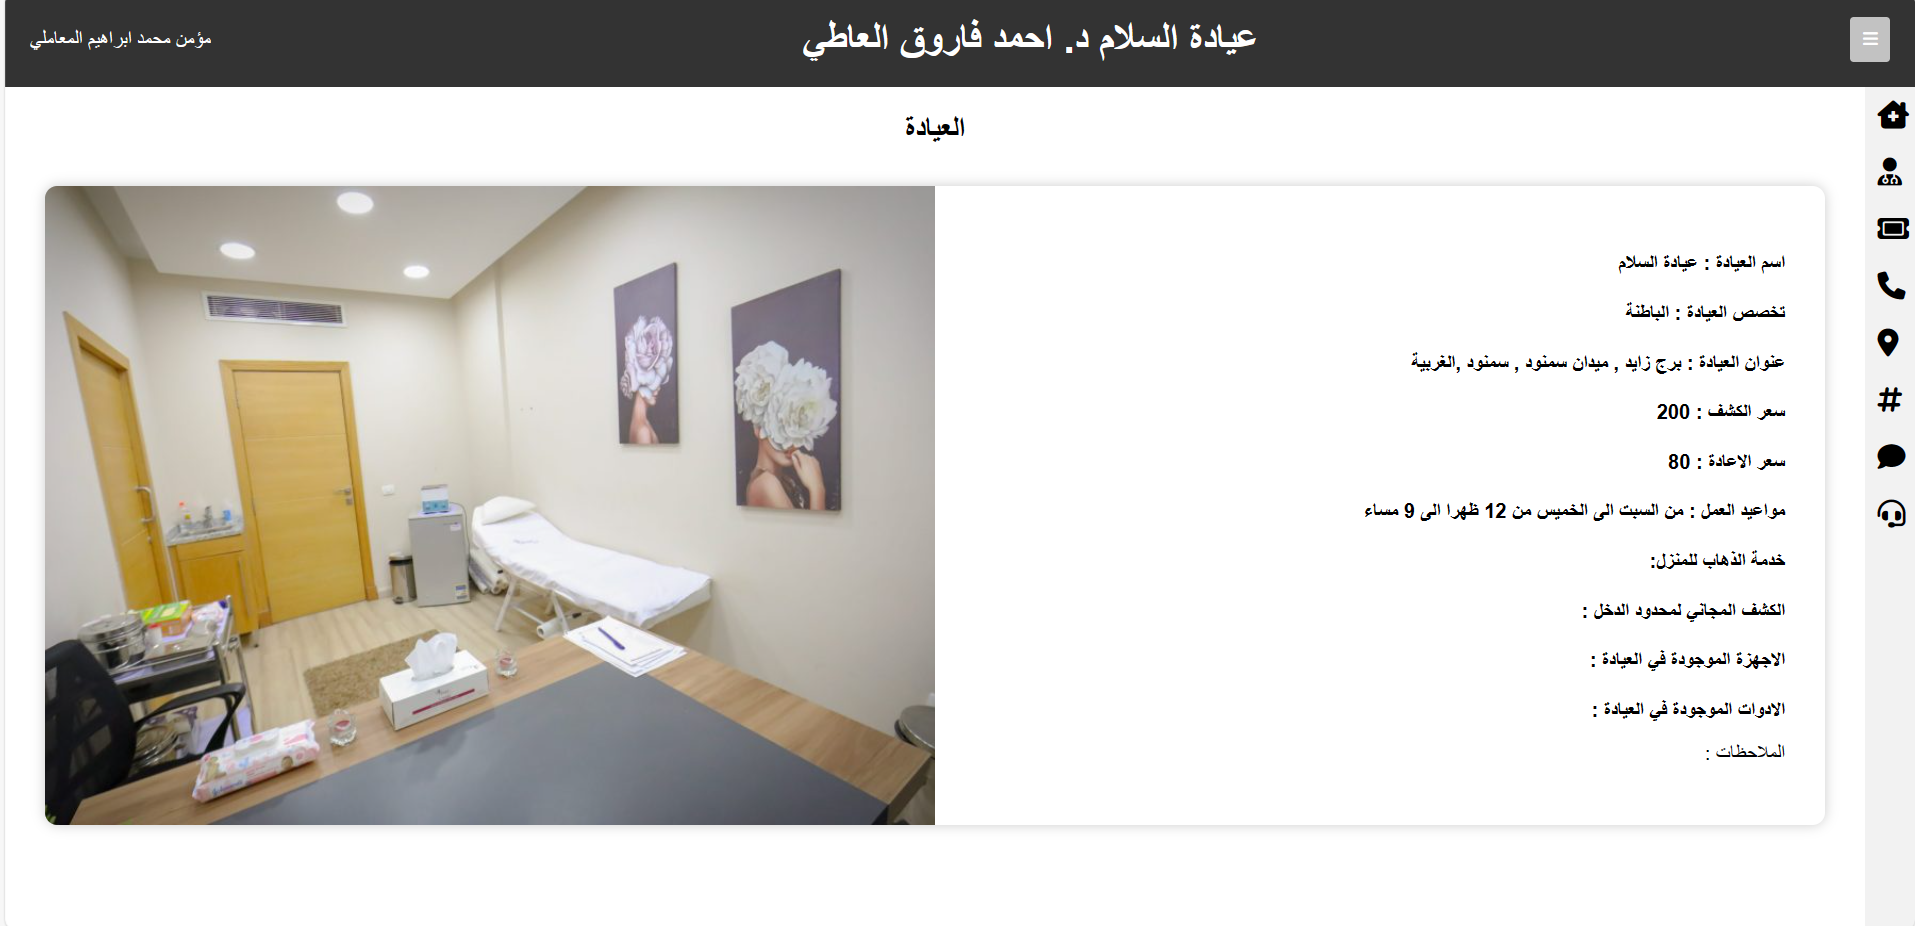 عيادة السلام د. احمد فاروق العاطي
مؤمن محمد ابراهيم المعاملي
العيادة
اسم العيادة : عيادة السلام
تخصص العيادة : الباطنة
عنوان العيادة : برج زايد , ميدان سمنود , سمنود ,الغربية
سعر الكشف : 200
سعر الاعادة : 80
مواعيد العمل : من السبت الى الخميس من 12 ظهرا الى 9 مساء
خدمة الذهاب للمنزل:
الكشف المجاني لمحدود الدخل :
الاجهزة الموجودة في العيادة :
الادوات الموجودة في العيادة :
الملاحظات :